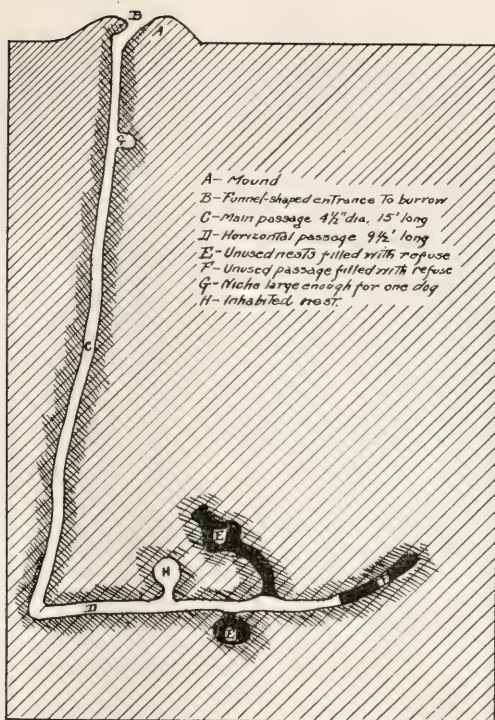 B
A
G
A- Mound
B- Funnel-shaped entrance to burrow
C- Main passage 4½" dia, 15' long
D- Horizontal passage 9½' long
E- Unused nests filled with refuse
F- Unused passage filled with refuse
G- Niche large enough for one dog
H- Inhabited nest.
C
E
H
F
D
E